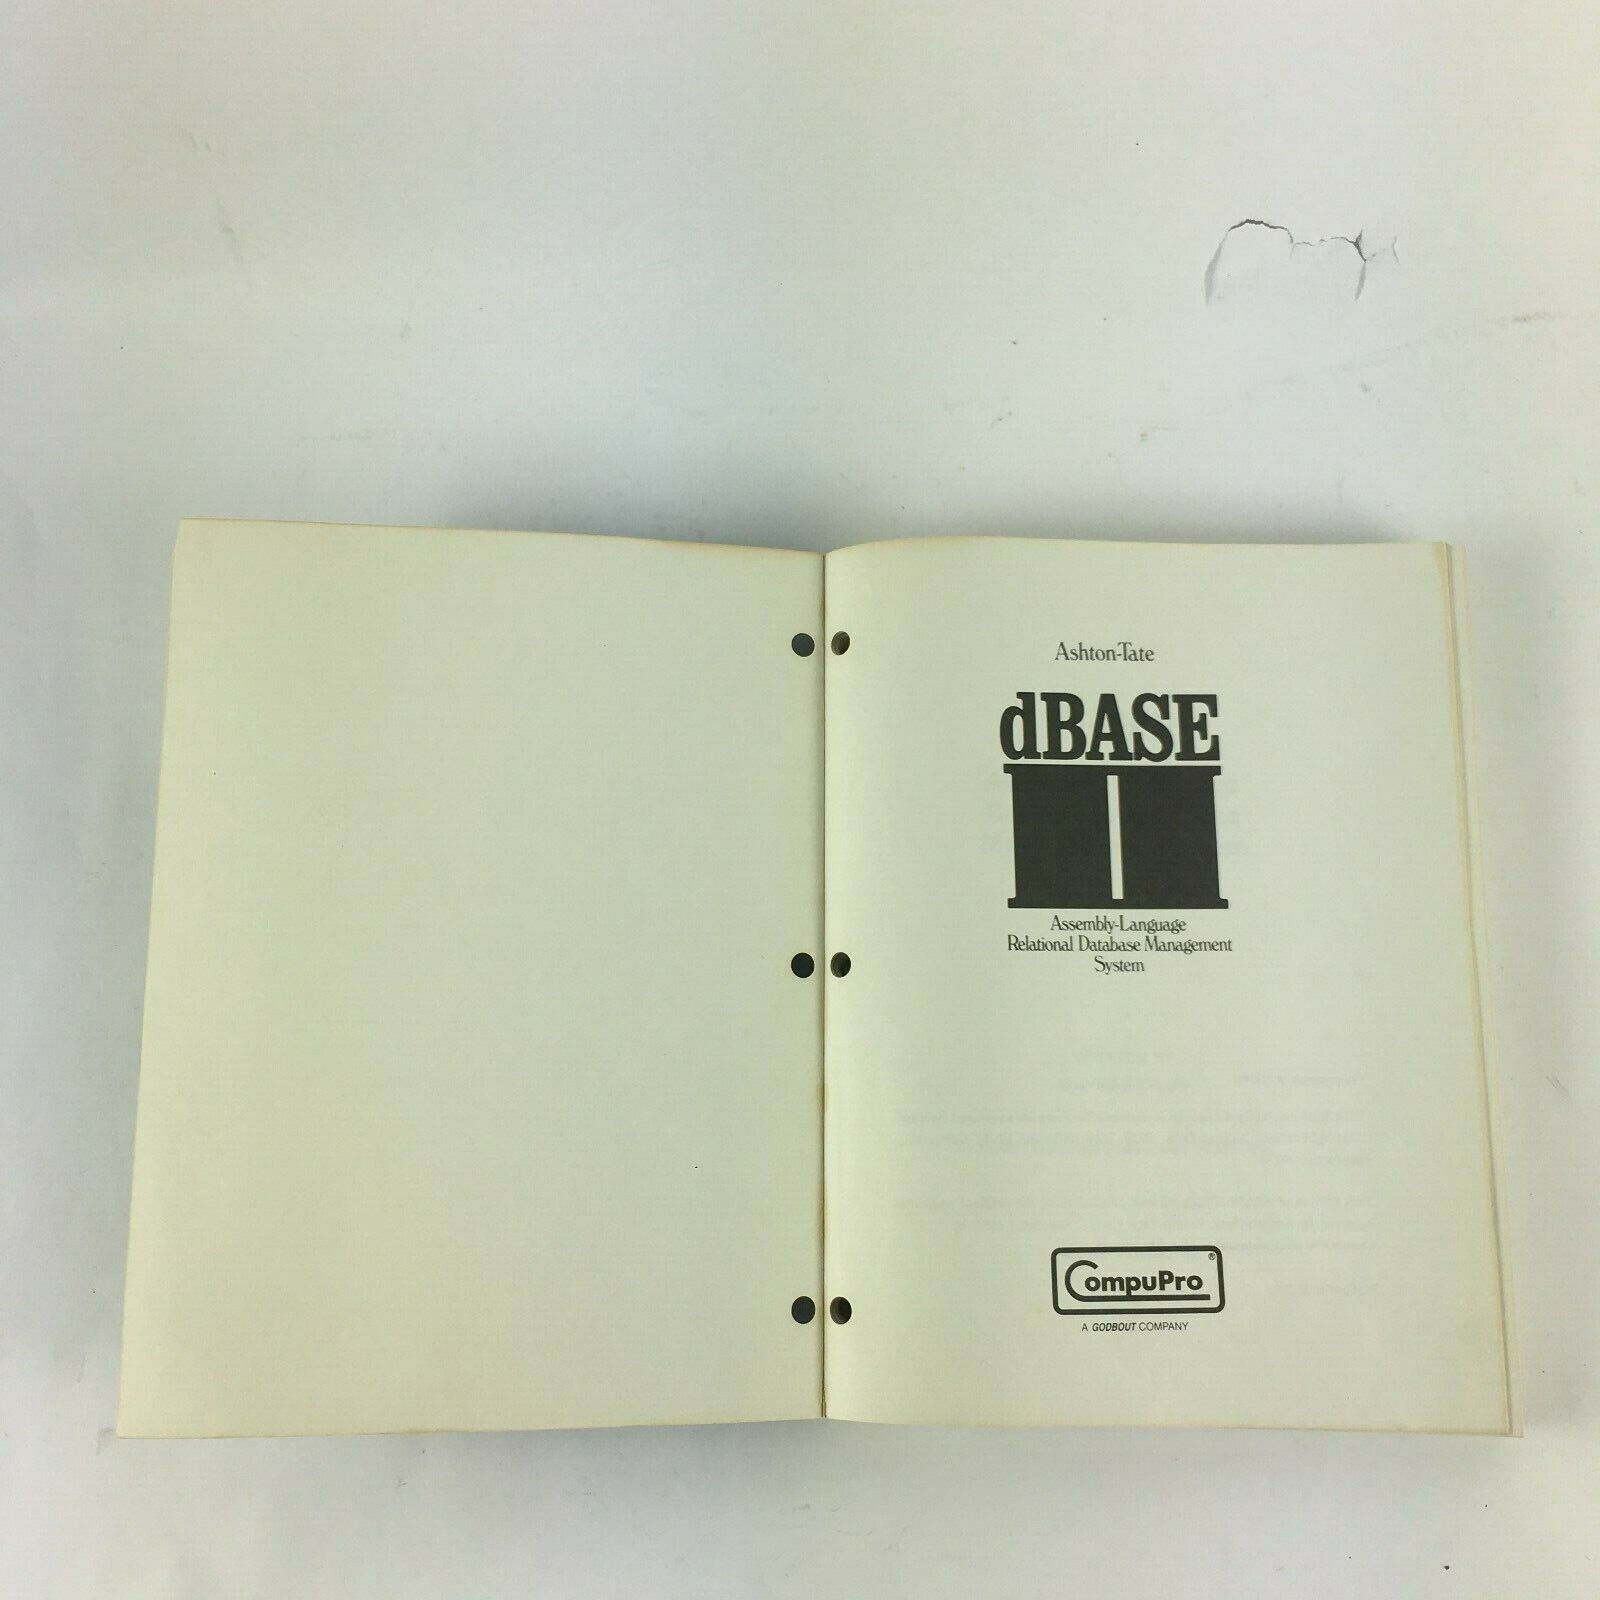 Ashton-Tate
dBASE
II
Assembly-Language
Relational Database Management
System
CompuPro®
A GODBOUT COMPANY